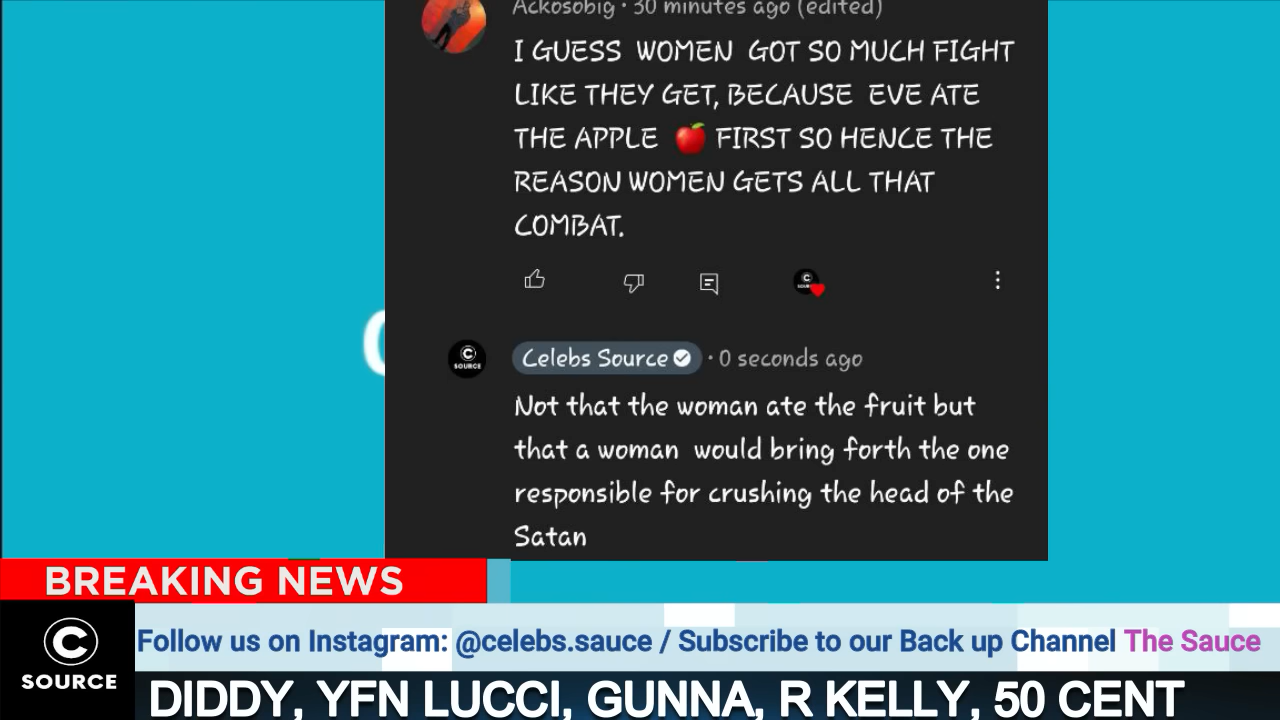 Ackosobig · 30 minutes ago (edited)
I GUESS WOMEN GOT SO MUCH FIGHT
LIKE THEY GET, BECAUSE EVE ATE
THE APPLE 🍎 FIRST SO HENCE THE
REASON WOMEN GETS ALL THAT
COMBAT.
Celebs Source · 0 seconds ago
Not that the woman ate the fruit but
that a woman would bring forth the one
responsible for crushing the head of the
Satan
BREAKING NEWS
C
SOURCE
Follow us on Instagram: @celebs.sauce / Subscribe to our Back up Channel The Sauce
DIDDY, YFN LUCCI, GUNNA, R KELLY, 50 CENT